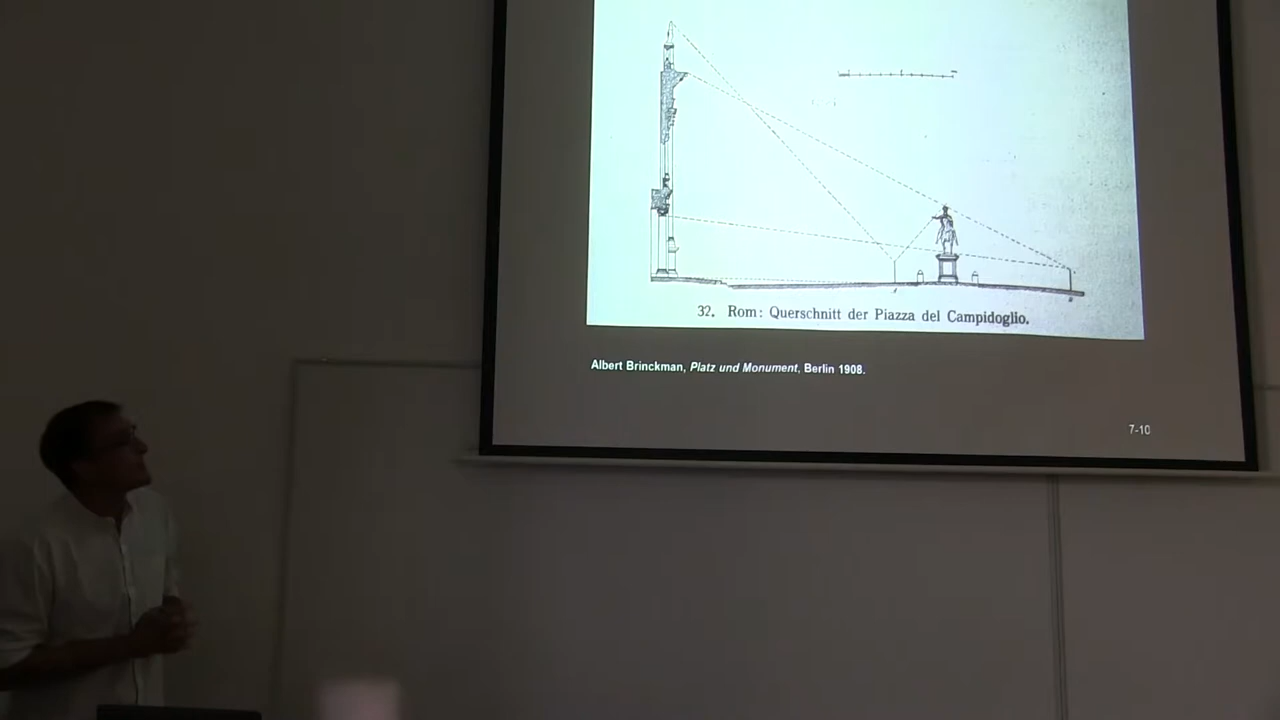 32. Rom: Querschnitt der Piazza del Campidoglio.
Albert Brinckman, Platz und Monument, Berlin 1908.
7-10